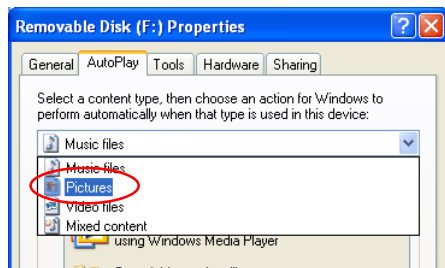 Removable Disk (F:) Properties
General AutoPlay Tools Hardware Sharing
Select a content type, then choose an action for Windows to
perform automatically when that type is used in this device:
Music files
Music files
Pictures
Video files
Mixed content
using Windows Media Player